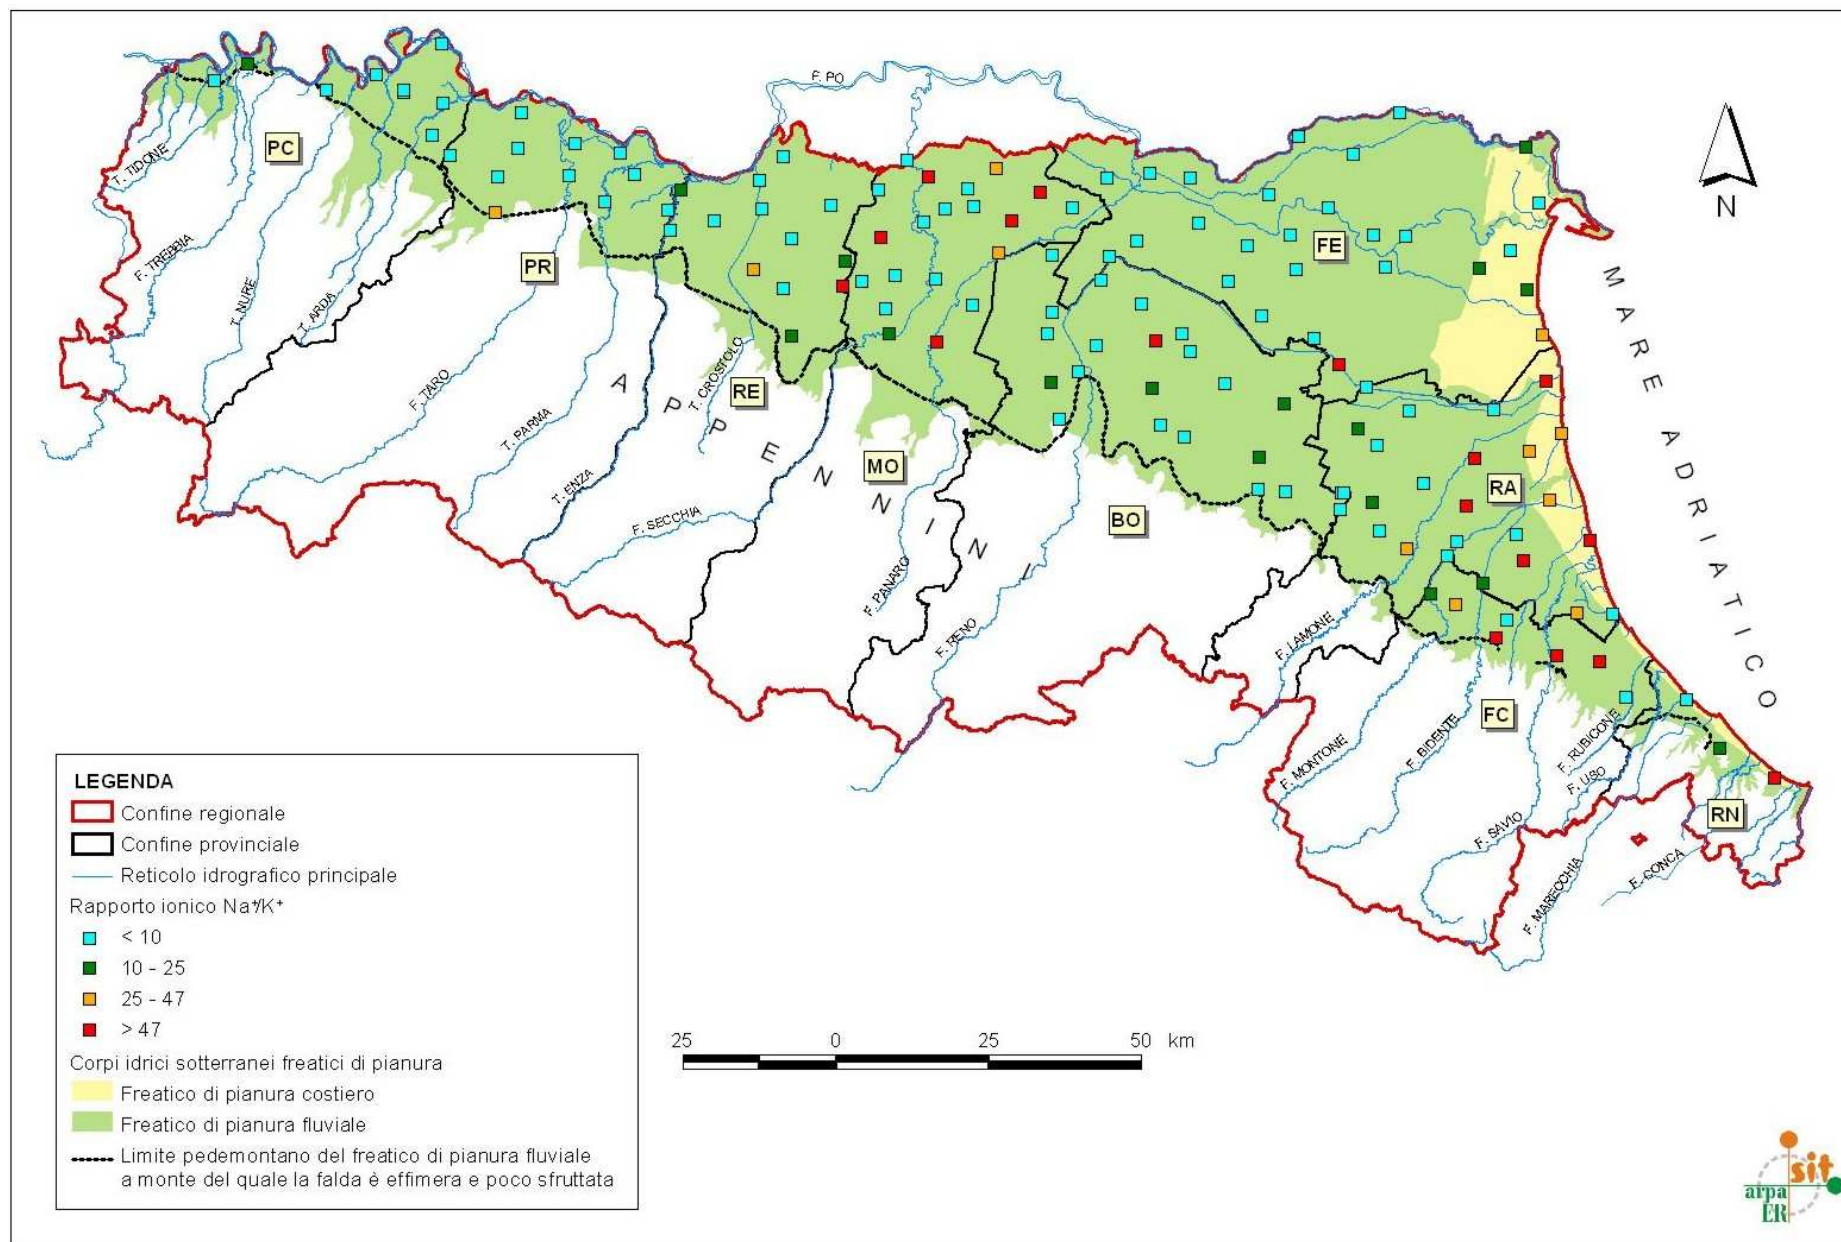 F. PO
PC
T. TIDONE
F. TREBBIA
T. NURE
T. ARDA
PR
F. TARO
T. PARMA
T. ENZA
RE
T. CROSTOLO
F. SECCHIA
MO
F. PANARO
BO
F. RENO
FE
RA
F. LAMONE
F. MONTONE
F. BIDENTE
FC
F. SAVIO
F. RUBICONE
F. USO
F. MARECCHIA
F. CONCA
RN
APPENNINI
MARE ADRIATICO
N
LEGENDA
Confine regionale
Confine provinciale
Reticolo idrografico principale
Rapporto ionico Na⁺/K⁺
< 10
10 - 25
25 - 47
> 47
Corpi idrici sotterranei freatici di pianura
Freatico di pianura costiero
Freatico di pianura fluviale
Limite pedemontano del freatico di pianura fluviale
a monte del quale la falda è effimera e poco sfruttata
25 0 25 50 km
sit
arpa
ER